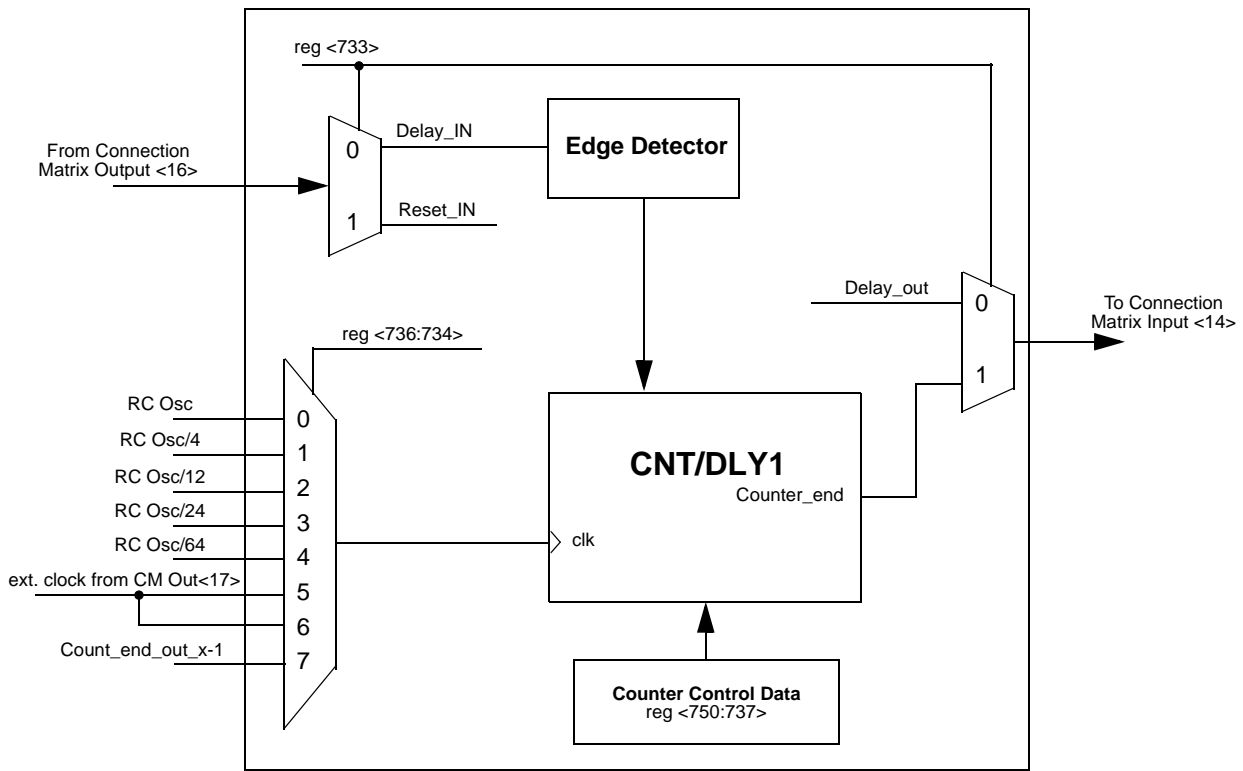 reg <733>
From Connection
Matrix Output <16>
0
1
Delay_IN
Reset_IN
Edge Detector
Delay_out
0
1
To Connection
Matrix Input <14>
reg <736:734>
RC Osc
RC Osc/4
RC Osc/12
RC Osc/24
RC Osc/64
ext. clock from CM Out<17>
Count_end_out_x-1
0
1
2
3
4
5
6
7
CNT/DLY1
Counter_end
clk
Counter Control Data
reg <750:737>